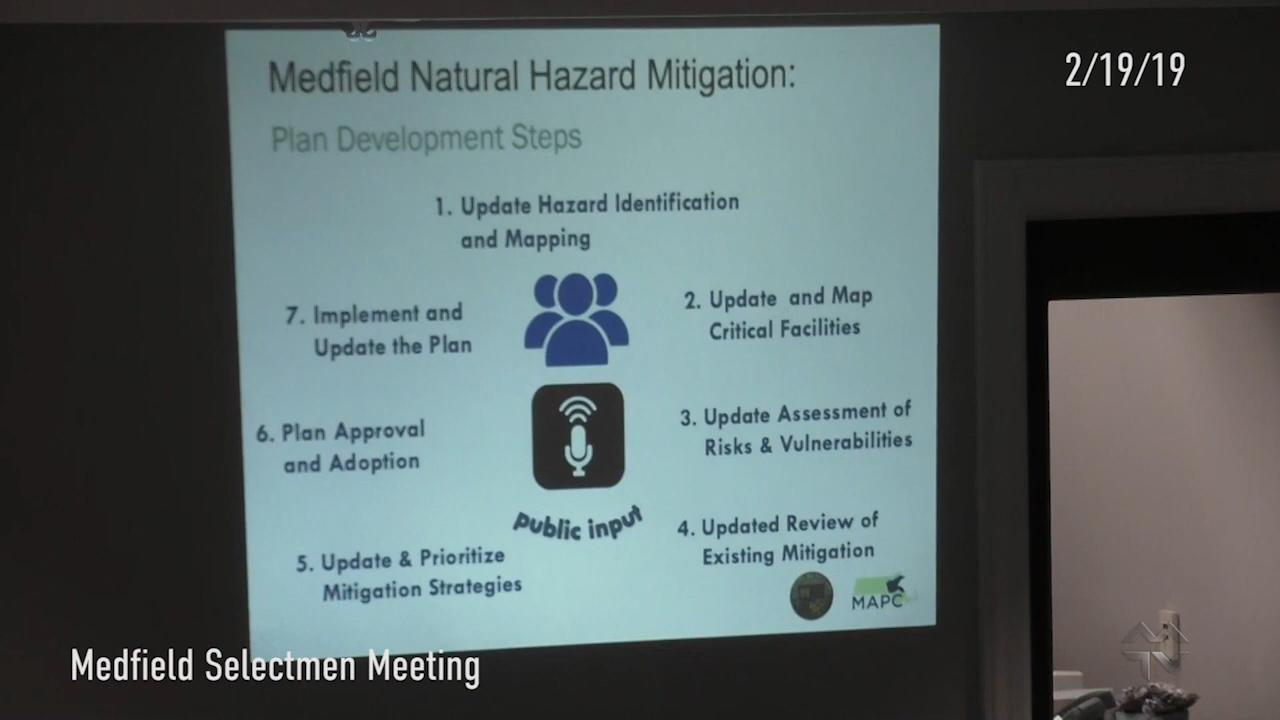 Medfield Natural Hazard Mitigation:
2/19/19
Plan Development Steps
1. Update Hazard Identification
and Mapping
2. Update and Map
Critical Facilities
3. Update Assessment of
Risks & Vulnerabilities
4. Updated Review of
Existing Mitigation
5. Update & Prioritize
Mitigation Strategies
6. Plan Approval
and Adoption
7. Implement and
Update the Plan
public input
MAPC
Medfield Selectmen Meeting